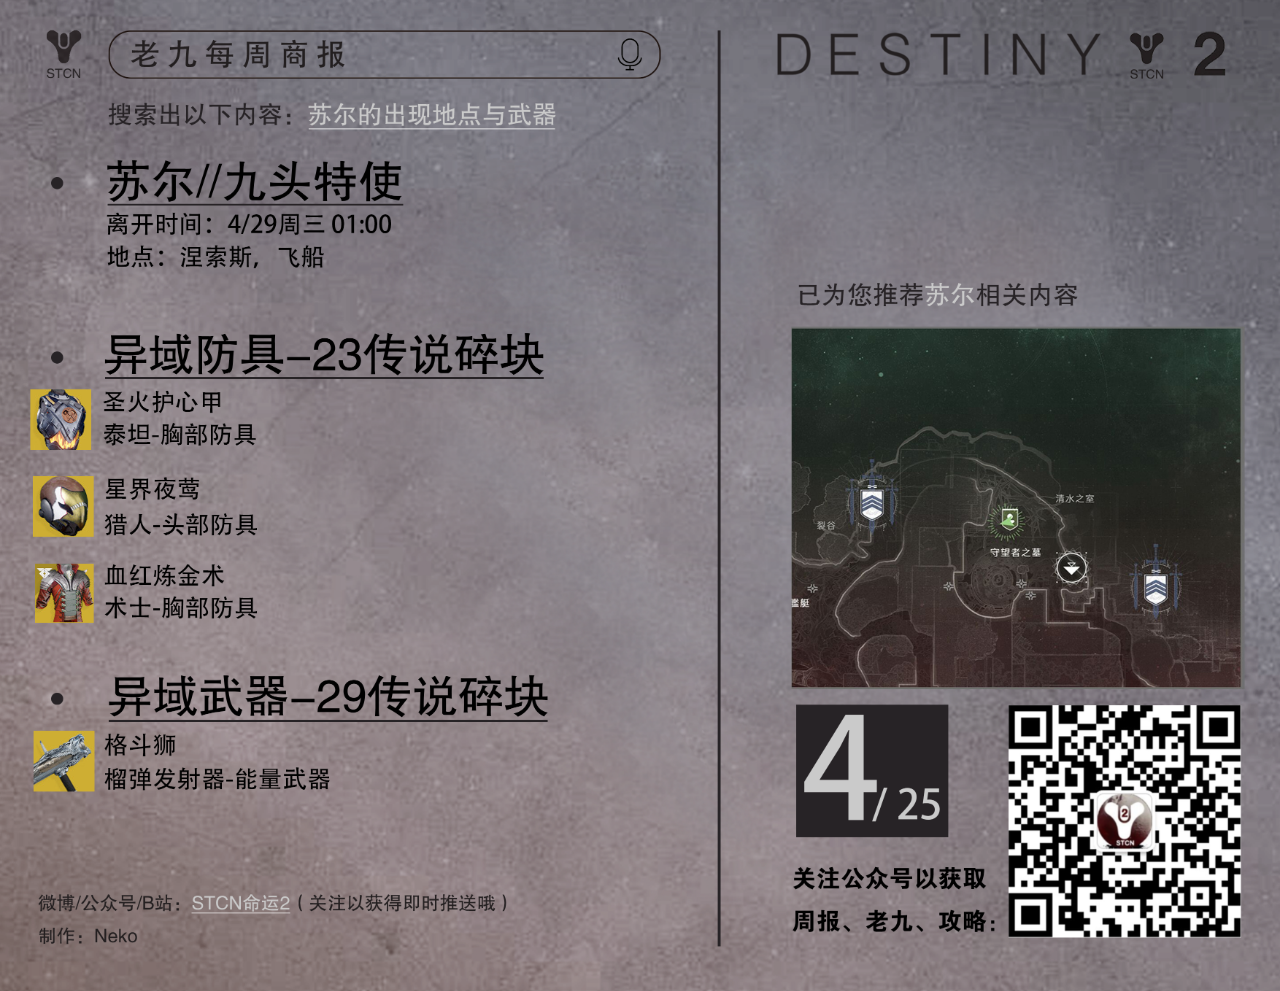 STCN
老九每周商报
搜索出以下内容：苏尔的出现地点与武器
苏尔//九头特使
离开时间：4/29周三 01:00
地点：涅索斯，飞船
异域防具-23传说碎块
圣火护心甲
泰坦-胸部防具
星界夜莺
猎人-头部防具
血红炼金术
术士-胸部防具
异域武器-29传说碎块
格斗狮
榴弹发射器-能量武器
微博/公众号/B站：STCN命运2（关注以获得即时推送哦）
制作：Neko
DESTINY 2
STCN
已为您推荐苏尔相关内容
清水之室
裂谷
守望者之墓
艦艇
4/25
2
STCN
关注公众号以获取
周报、老九、攻略：